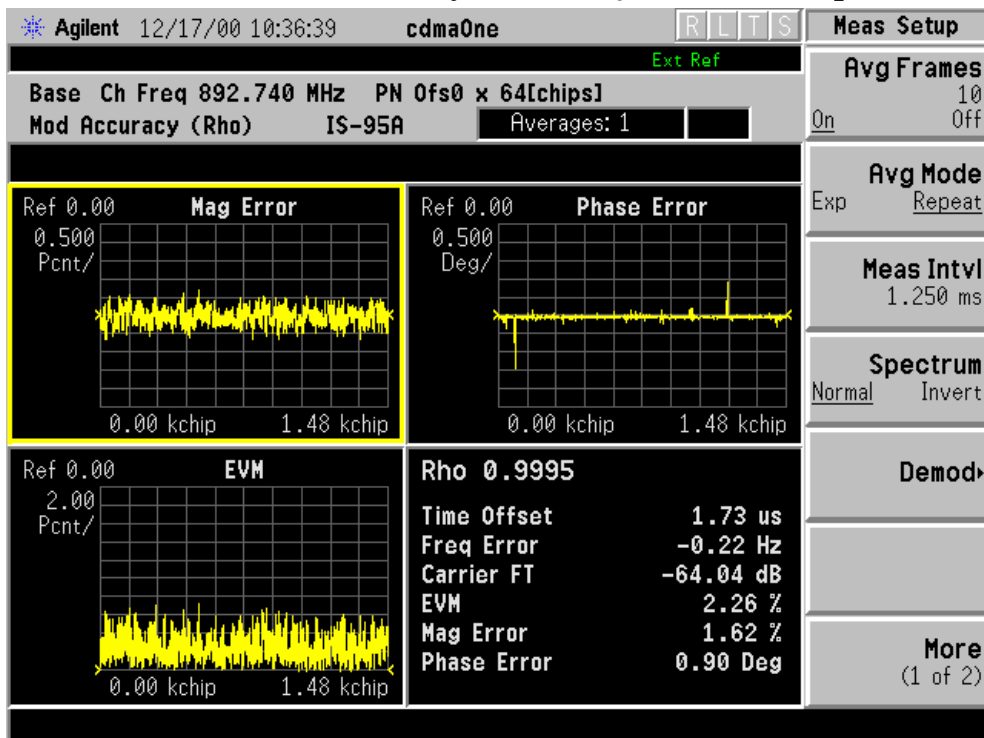 Agilent 12/17/00 10:36:39 cdmaOne R L T S
Ext Ref
Base Ch Freq 892.740 MHz PN Ofs0 x 64[chips]
Mod Accuracy (Rho) IS-95A Averages: 1
Ref 0.00 Mag Error
0.500
Pcnt/
0.00 kchip 1.48 kchip
Ref 0.00 Phase Error
0.500
Deg/
0.00 kchip 1.48 kchip
Ref 0.00 EVM
2.00
Pcnt/
0.00 kchip 1.48 kchip
Rho 0.9995
Time Offset 1.73 us
Freq Error -0.22 Hz
Carrier FT -64.04 dB
EVM 2.26 %
Mag Error 1.62 %
Phase Error 0.90 Deg
Meas Setup
Avg Frames
10
On Off
Avg Mode
Exp Repeat
Meas Intvl
1.250 ms
Spectrum
Normal Invert
Demod
More
(1 of 2)